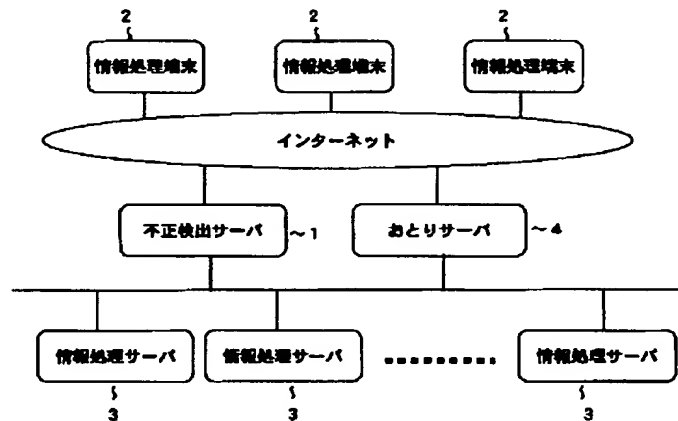 2 2 2
情報処理端末 情報処理端末 情報処理端末
インターネット
不正検出サーバ ～1 おとりサーバ ～4
情報処理サーバ 情報処理サーバ 情報処理サーバ
3 3 3